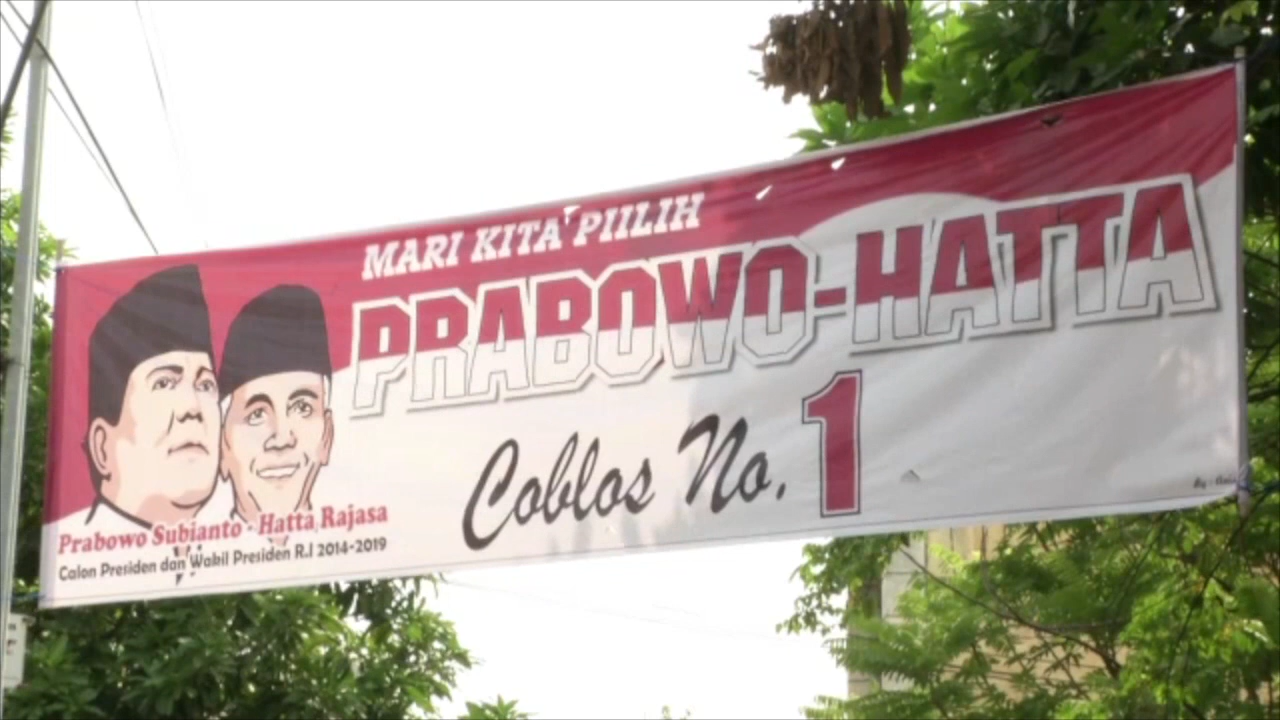 MARI KITA PIILIH
PRABOWO-HATTA
Coblos No. 1
Prabowo Subianto - Hatta Rajasa
Calon Presiden dan Wakil Presiden R.I 2014-2019